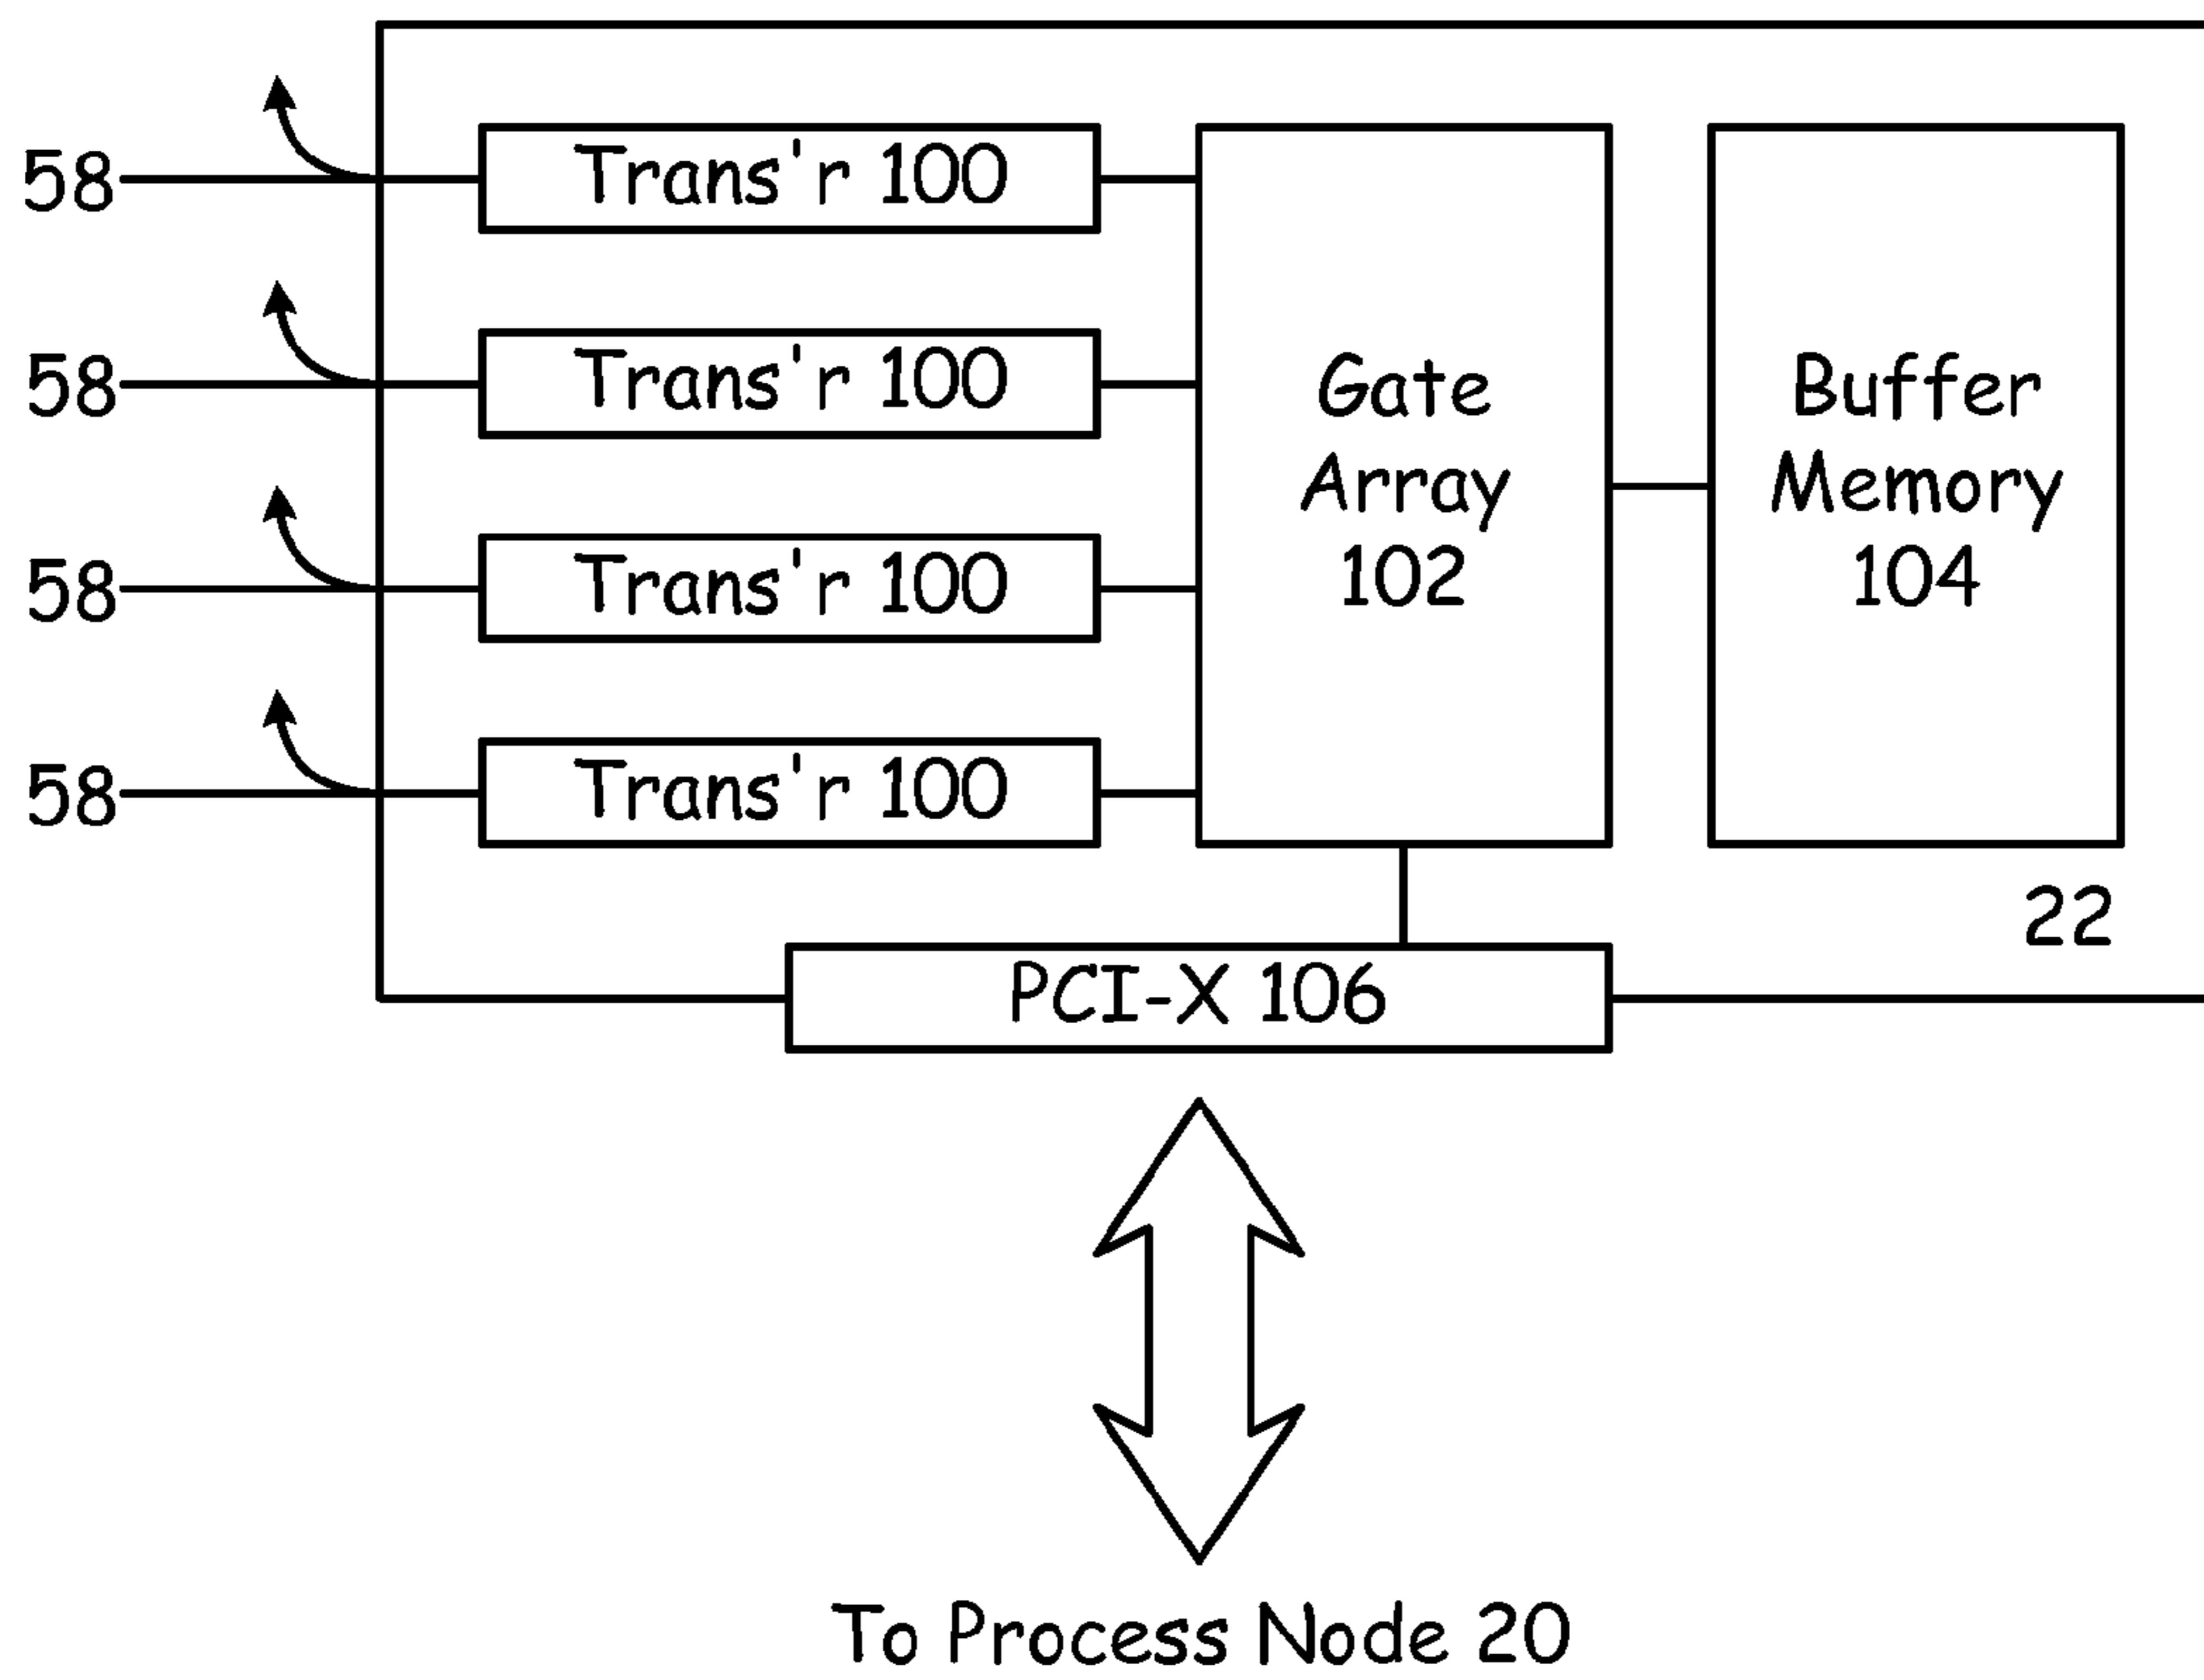 58
Trans'r 100
58
Trans'r 100
58
Trans'r 100
58
Trans'r 100
Gate
Array
102
Buffer
Memory
104
22
PCI-X 106
To Process Node 20